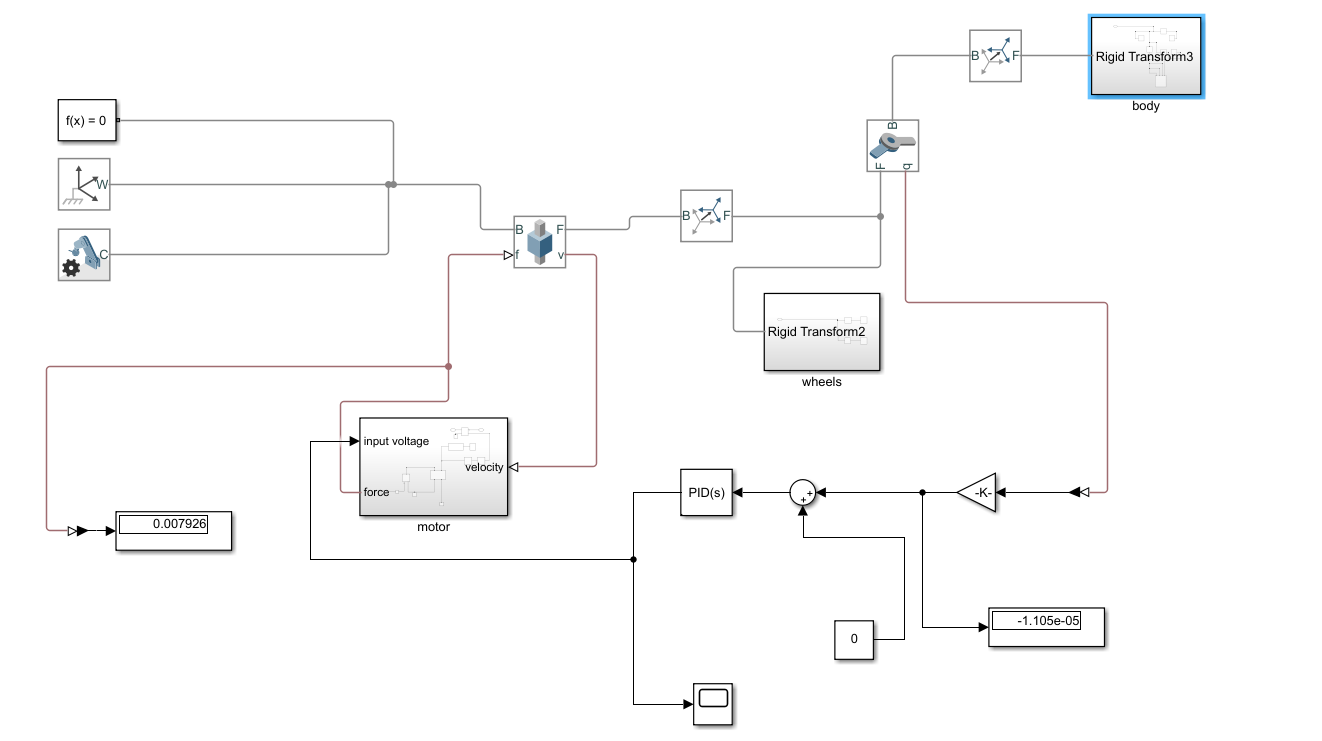 B
F
Rigid Transform3
body
f(x) = 0
B
F
q
W
B
F
B
F
f
v
C
Rigid Transform2
wheels
input voltage
velocity
force
motor
PID(s)
+
+
-K-
0.007926
-1.105e-05
0